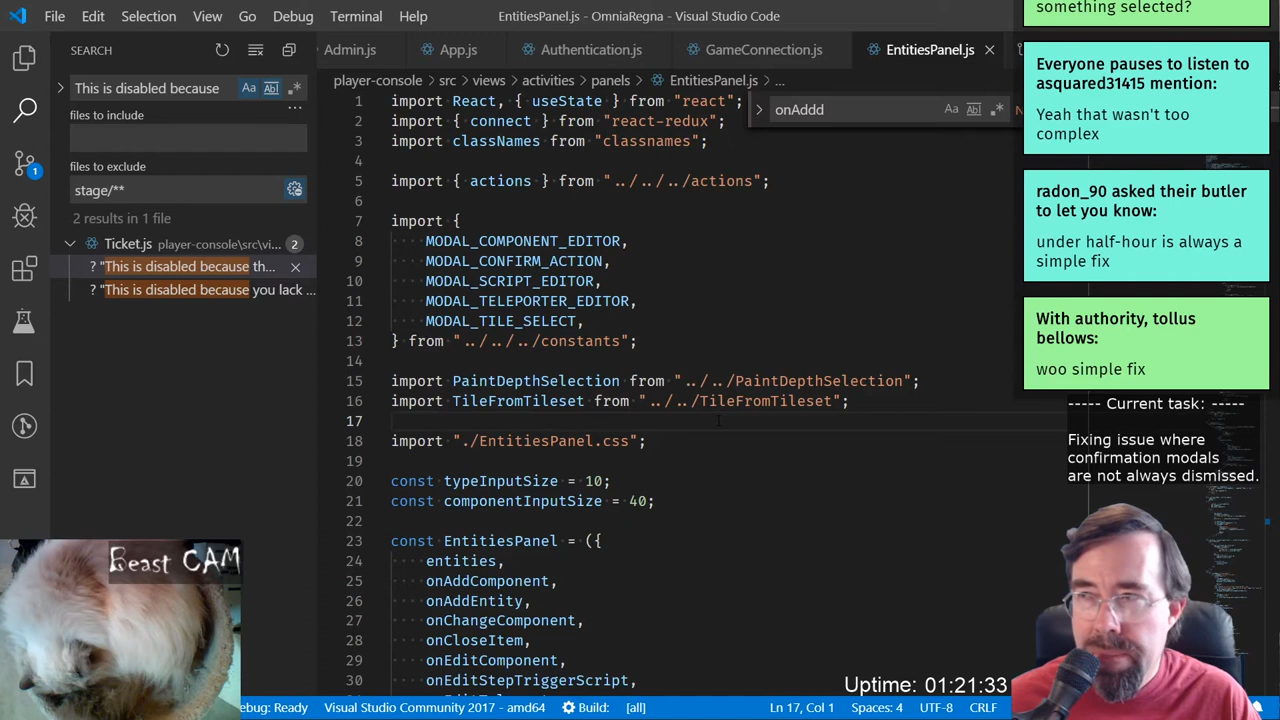 File Edit Selection View Go Debug Terminal Help EntitiesPanel.js - OmniaRegna - Visual Studio Code
SEARCH
This is disabled because
files to include
files to exclude
stage/**
2 results in 1 file
Ticket.js player-console\src\vi... 2
? "This is disabled because th...
? "This is disabled because you lack ...
1
Admin.js App.js Authentication.js GameConnection.js EntitiesPanel.js
player-console > src > views > activities > panels > EntitiesPanel.js > ...
onAddd
1 import React, { useState } from "react";
2 import { connect } from "react-redux";
3 import classNames from "classnames";
4
5 import { actions } from "../../../actions";
6
7 import {
8 MODAL_COMPONENT_EDITOR,
9 MODAL_CONFIRM_ACTION,
10 MODAL_SCRIPT_EDITOR,
11 MODAL_TELEPORTER_EDITOR,
12 MODAL_TILE_SELECT,
13 } from "../../../constants";
14
15 import PaintDepthSelection from "../../PaintDepthSelection";
16 import TileFromTileset from "../../TileFromTileset";
17
18 import "./EntitiesPanel.css";
19
20 const typeInputSize = 10;
21 const componentInputSize = 40;
22
23 const EntitiesPanel = ({
24 entities,
25 onAddComponent,
26 onAddEntity,
27 onChangeComponent,
28 onCloseItem,
29 onEditComponent,
30 onEditStepTriggerScript,
something selected?
Everyone pauses to listen to
asquared31415 mention:
Yeah that wasn't too
complex
radon_90 asked their butler
to let you know:
under half-hour is always a
simple fix
With authority, tollus
bellows:
woo simple fix
----- Current task: -----
Fixing issue where
confirmation modals
are not always dismissed.
Beast CAM
Uptime: 01:21:33
ebug: Ready Visual Studio Community 2017 - amd64 Build: [all] Ln 17, Col 1 Spaces: 4 UTF-8 CRLF